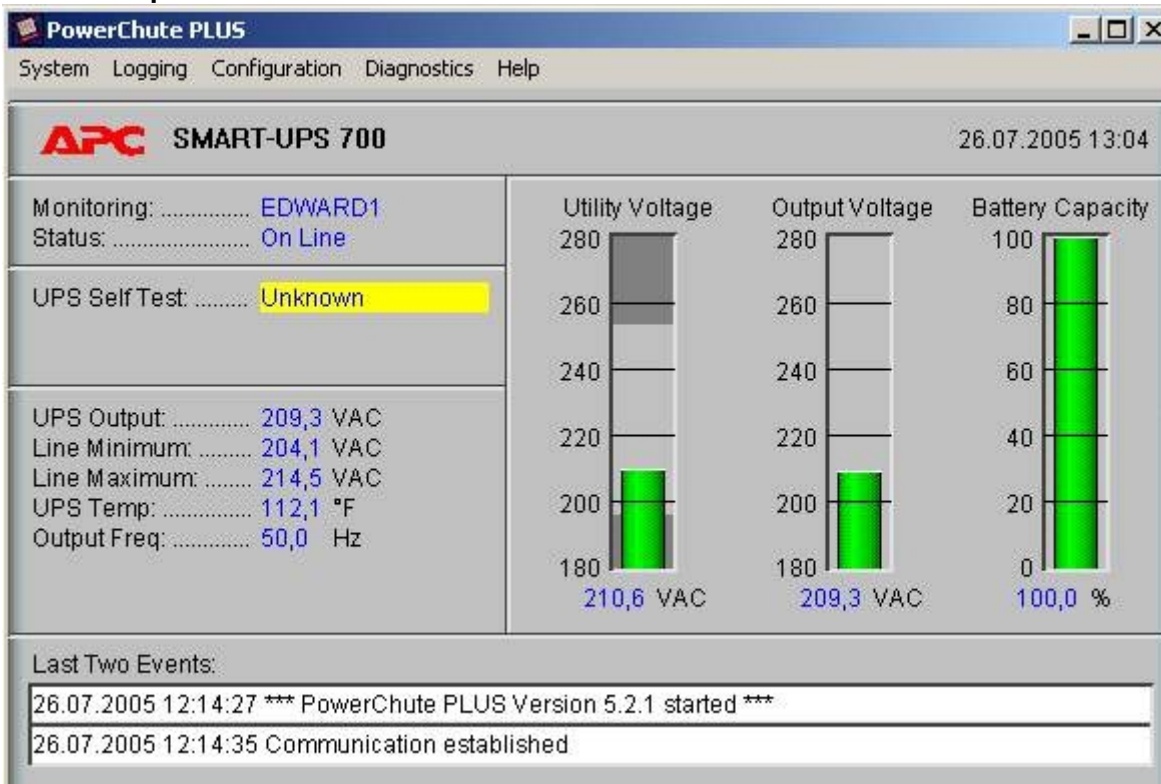 PowerChute PLUS
System Logging Configuration Diagnostics Help
APC SMART-UPS 700 26.07.2005 13:04
Monitoring: ............... EDWARD1
Status: ....................... On Line
UPS Self Test: ......... Unknown
UPS Output: ............. 209,3 VAC
Line Minimum: ......... 204,1 VAC
Line Maximum: ........ 214,5 VAC
UPS Temp: ............... 112,1 °F
Output Freq: ............. 50,0 Hz
Utility Voltage
280
260
240
220
200
180
210,6 VAC
Output Voltage
280
260
240
220
200
180
209,3 VAC
Battery Capacity
100
80
60
40
20
0
100,0 %
Last Two Events:
26.07.2005 12:14:27 *** PowerChute PLUS Version 5.2.1 started ***
26.07.2005 12:14:35 Communication established